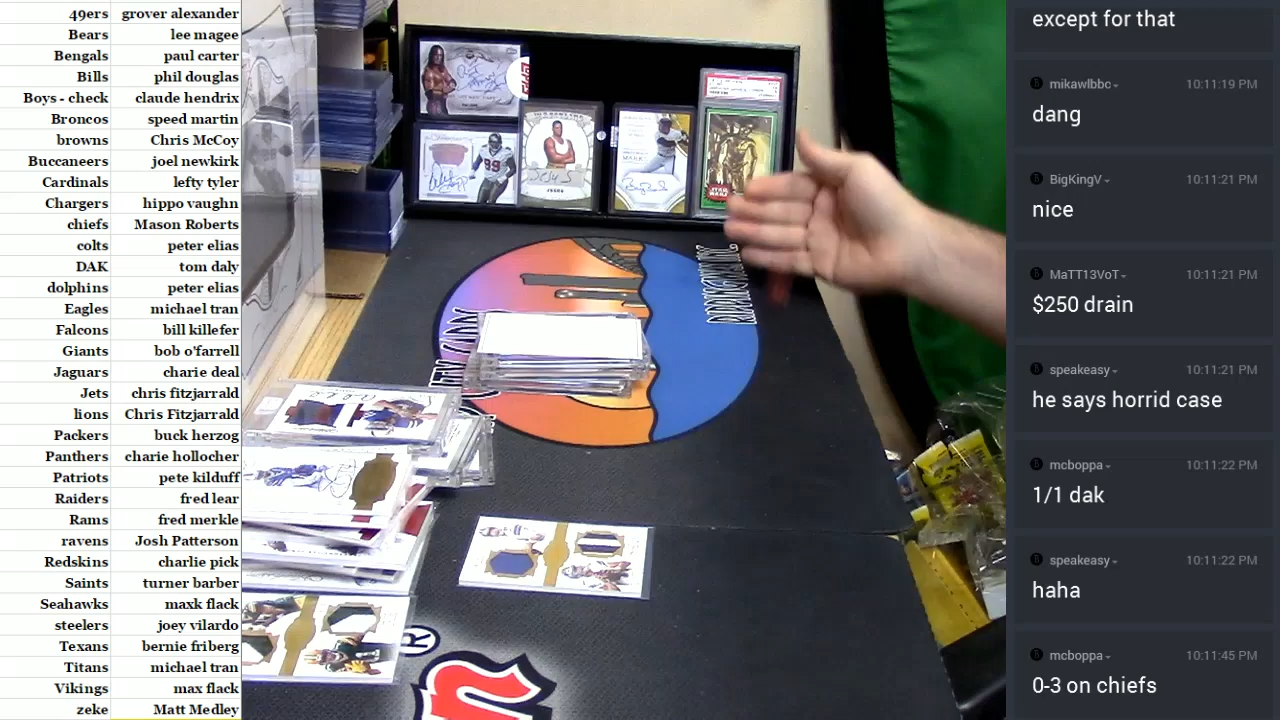 49ers grover alexander
Bears lee magee
Bengals paul carter
Bills phil douglas
Boys - check claude hendrix
Broncos speed martin
browns Chris McCoy
Buccaneers joel newkirk
Cardinals lefty tyler
Chargers hippo vaughn
chiefs Mason Roberts
colts peter elias
DAK tom daly
dolphins peter elias
Eagles michael tran
Falcons bill killefer
Giants bob o'farrell
Jaguars charie deal
Jets chris fitzjarrald
lions Chris Fitzjarrald
Packers buck herzog
Panthers charie hollocher
Patriots pete kilduff
Raiders fred lear
Rams fred merkle
ravens Josh Patterson
Redskins charlie pick
Saints turner barber
Seahawks maxk flack
steelers joey vilardo
Texans bernie friberg
Titans michael tran
Vikings max flack
zeke Matt Medley
STAR WARS
except for that
mikawlbbc 10:11:19 PM
dang
BigKingV 10:11:21 PM
nice
MaTT13VoT 10:11:21 PM
$250 drain
speakeasy 10:11:21 PM
he says horrid case
mcboppa 10:11:22 PM
1/1 dak
speakeasy 10:11:22 PM
haha
mcboppa 10:11:45 PM
0-3 on chiefs